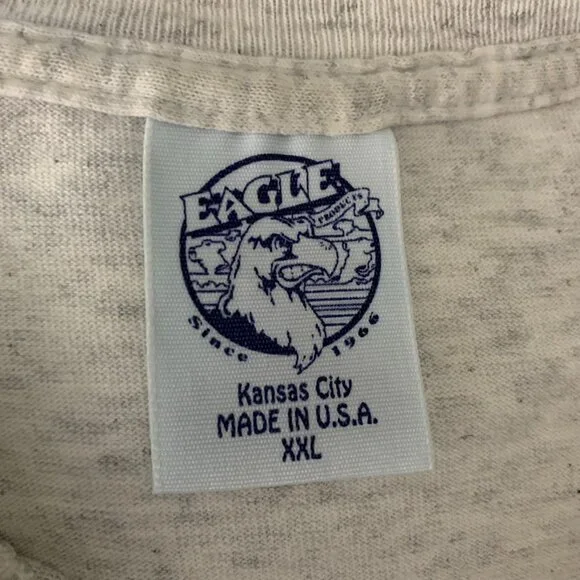 EAGLE
PRODUCTS
Since 1966
Kansas City
MADE IN U.S.A.
XXL